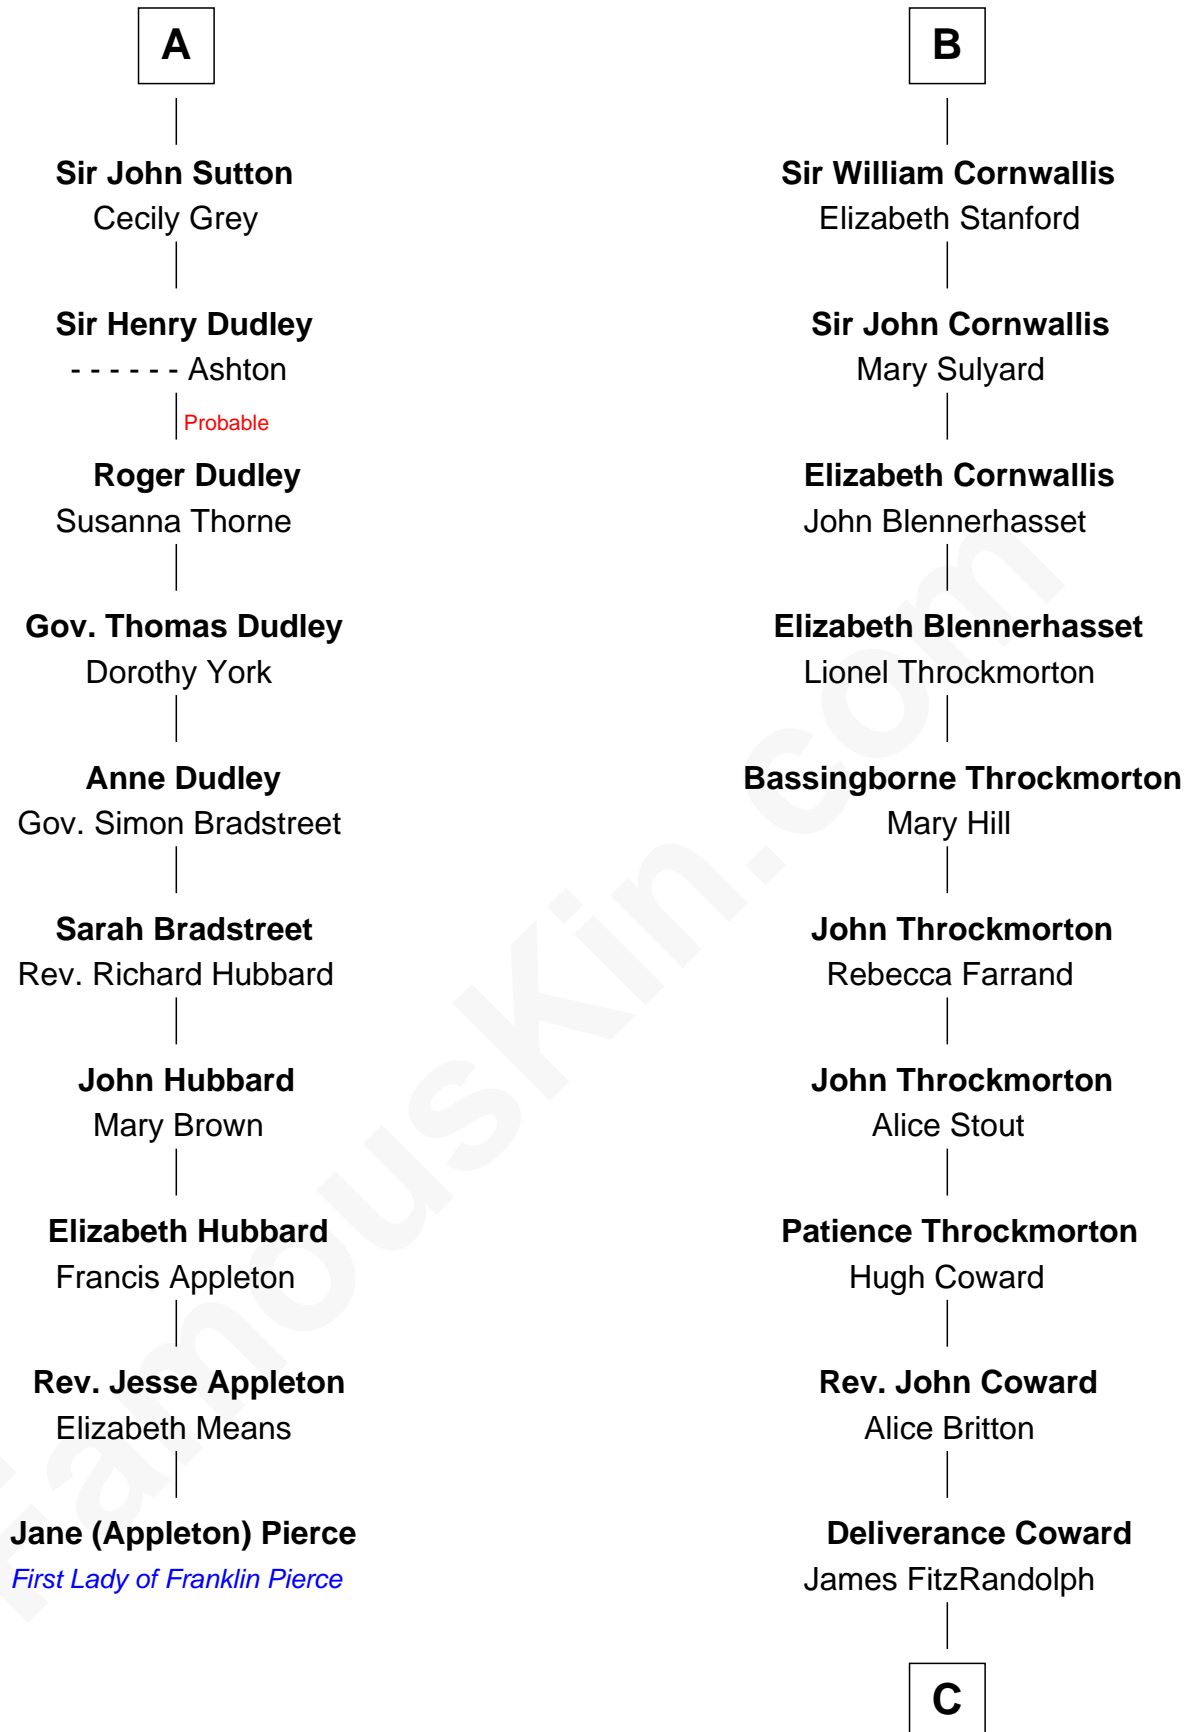 A
Sir John Sutton
Cecily Grey
Sir Henry Dudley
- - - - - - Ashton
Probable
Roger Dudley
Susanna Thorne
Gov. Thomas Dudley
Dorothy York
Anne Dudley
Gov. Simon Bradstreet
Sarah Bradstreet
Rev. Richard Hubbard
John Hubbard
Mary Brown
Elizabeth Hubbard
Francis Appleton
Rev. Jesse Appleton
Elizabeth Means
Jane (Appleton) Pierce
First Lady of Franklin Pierce
B
Sir William Cornwallis
Elizabeth Stanford
Sir John Cornwallis
Mary Sulyard
Elizabeth Cornwallis
John Blennerhasset
Elizabeth Blennerhasset
Lionel Throckmorton
Bassingborne Throckmorton
Mary Hill
John Throckmorton
Rebecca Farrand
John Throckmorton
Alice Stout
Patience Throckmorton
Hugh Coward
Rev. John Coward
Alice Britton
Deliverance Coward
James FitzRandolph
C
FamousKin.com